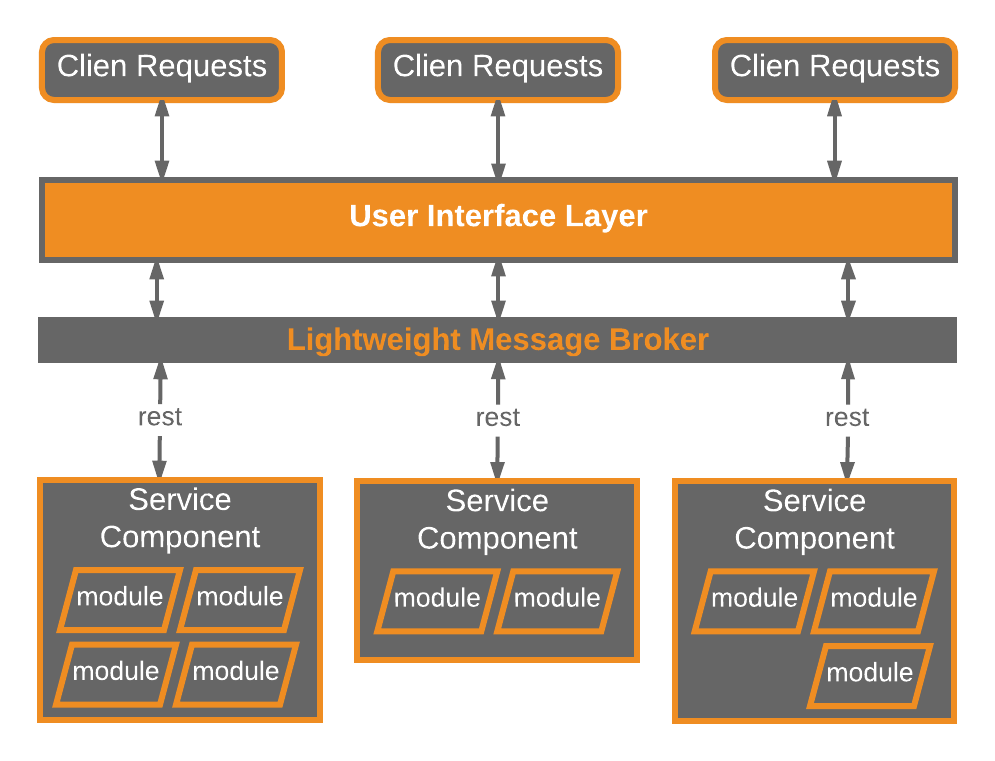 Clien Requests
Clien Requests
Clien Requests
User Interface Layer
Lightweight Message Broker
rest
rest
rest
Service
Component
module
module
module
module
Service
Component
module
module
Service
Component
module
module
module